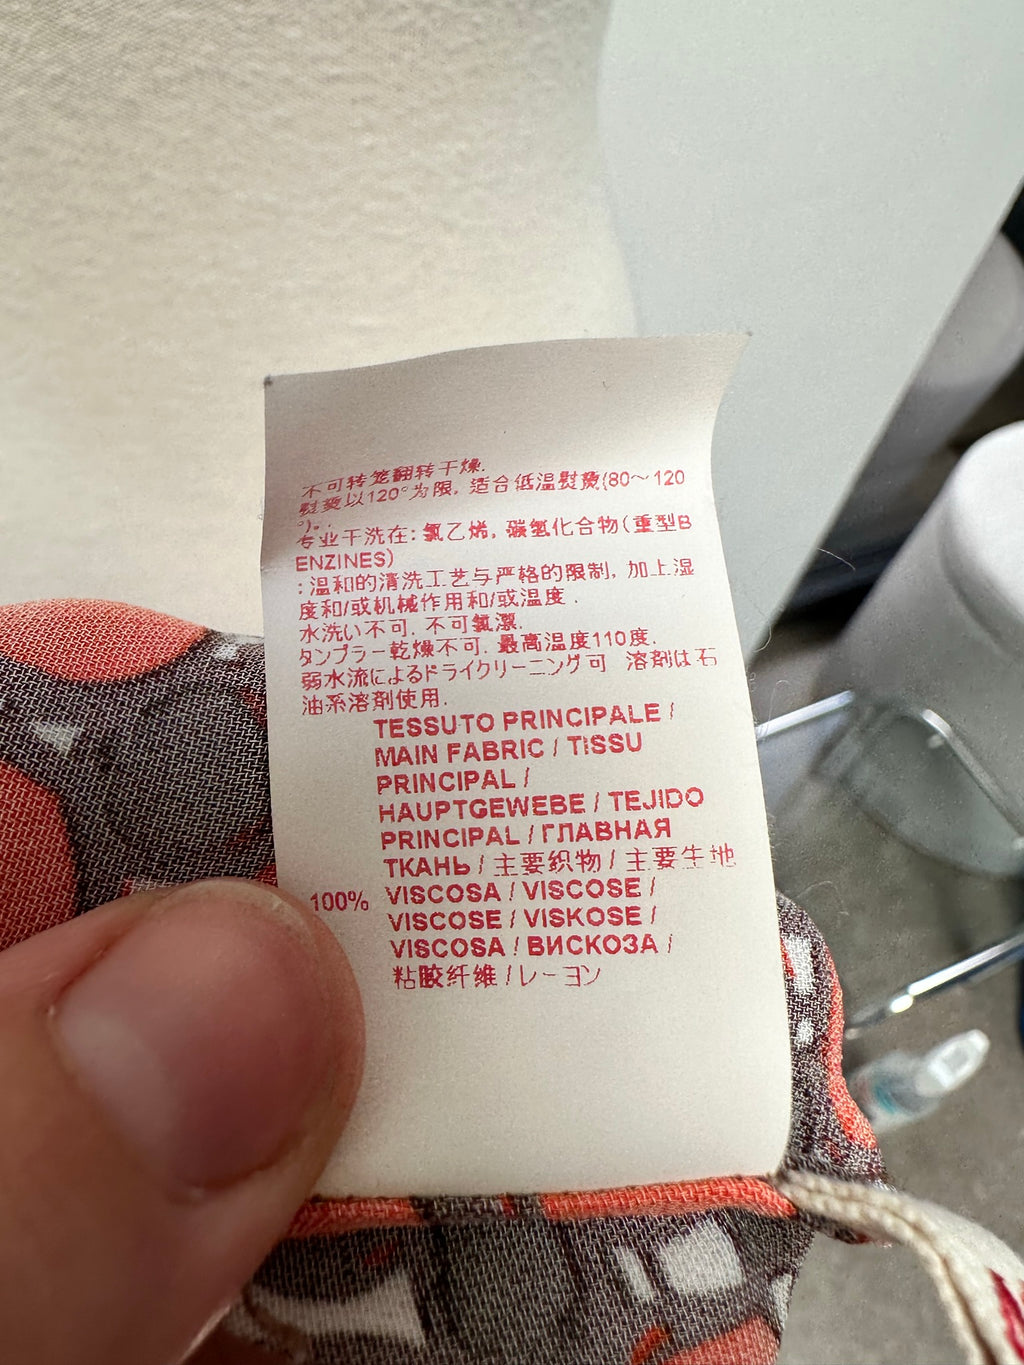 不可转笼翻转干燥.
熨烫以120°为限, 适合低温熨烫(80～120
°)。.
专业干洗在: 氯乙烯, 碳氢化合物(重型B
ENZINES)
: 温和的清洗工艺与严格的限制, 加上湿
度和/或机械作用和/或温度 .
水洗い不可. 不可氯漂.
タンブラー乾燥不可. 最高温度110度.
弱水流によるドライクリーニング可 溶剤は石
油系溶剤使用.
TESSUTO PRINCIPALE /
MAIN FABRIC / TISSU
PRINCIPAL /
HAUPTGEWEBE / TEJIDO
PRINCIPAL / ГЛАВНАЯ
ТКАНЬ / 主要织物 / 主要生地
100% VISCOSA / VISCOSE /
VISCOSE / VISKOSE /
VISCOSA / ВИСКОЗА /
粘胶纤维 / レーヨン